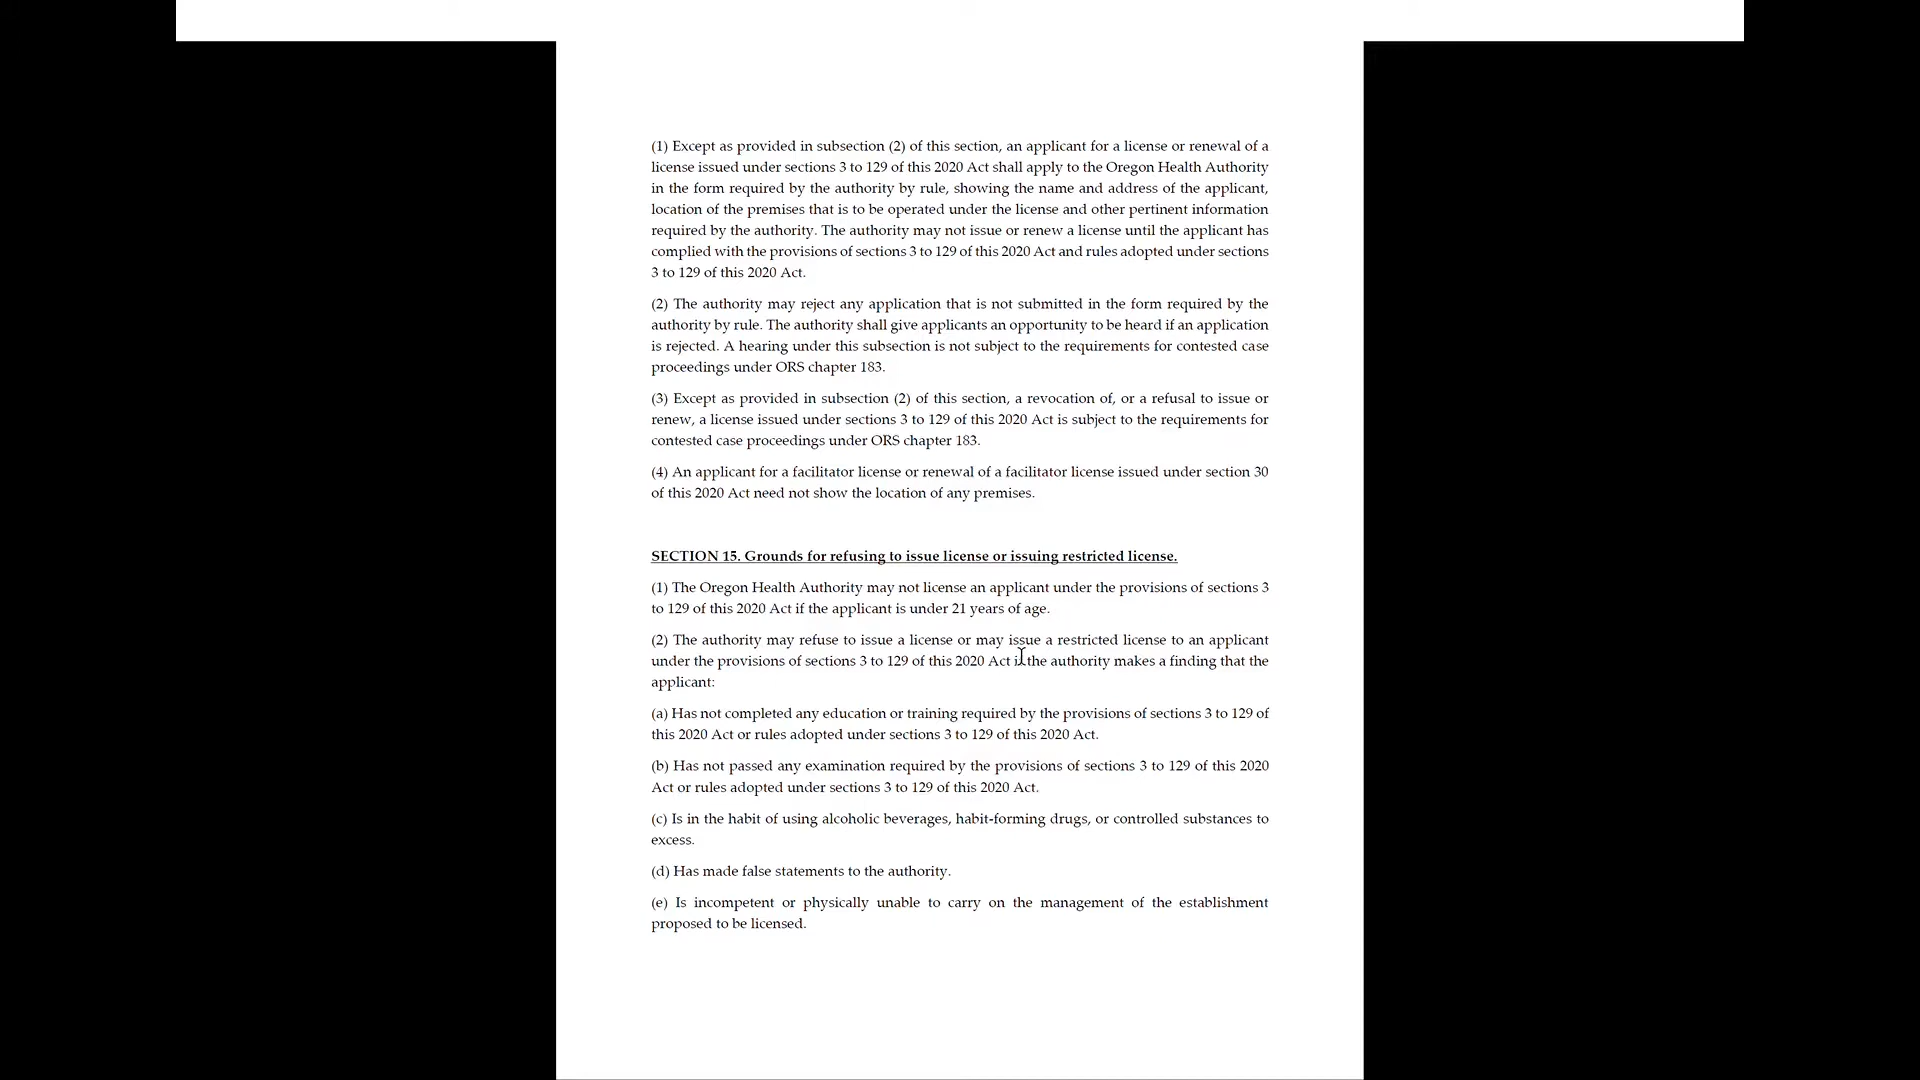 (1) Except as provided in subsection (2) of this section, an applicant for a license or renewal of a
license issued under sections 3 to 129 of this 2020 Act shall apply to the Oregon Health Authority
in the form required by the authority by rule, showing the name and address of the applicant,
location of the premises that is to be operated under the license and other pertinent information
required by the authority. The authority may not issue or renew a license until the applicant has
complied with the provisions of sections 3 to 129 of this 2020 Act and rules adopted under sections
3 to 129 of this 2020 Act.
(2) The authority may reject any application that is not submitted in the form required by the
authority by rule. The authority shall give applicants an opportunity to be heard if an application
is rejected. A hearing under this subsection is not subject to the requirements for contested case
proceedings under ORS chapter 183.
(3) Except as provided in subsection (2) of this section, a revocation of, or a refusal to issue or
renew, a license issued under sections 3 to 129 of this 2020 Act is subject to the requirements for
contested case proceedings under ORS chapter 183.
(4) An applicant for a facilitator license or renewal of a facilitator license issued under section 30
of this 2020 Act need not show the location of any premises.
SECTION 15. Grounds for refusing to issue license or issuing restricted license.
(1) The Oregon Health Authority may not license an applicant under the provisions of sections 3
to 129 of this 2020 Act if the applicant is under 21 years of age.
(2) The authority may refuse to issue a license or may issue a restricted license to an applicant
under the provisions of sections 3 to 129 of this 2020 Act if the authority makes a finding that the
applicant:
(a) Has not completed any education or training required by the provisions of sections 3 to 129 of
this 2020 Act or rules adopted under sections 3 to 129 of this 2020 Act.
(b) Has not passed any examination required by the provisions of sections 3 to 129 of this 2020
Act or rules adopted under sections 3 to 129 of this 2020 Act.
(c) Is in the habit of using alcoholic beverages, habit-forming drugs, or controlled substances to
excess.
(d) Has made false statements to the authority.
(e) Is incompetent or physically unable to carry on the management of the establishment
proposed to be licensed.